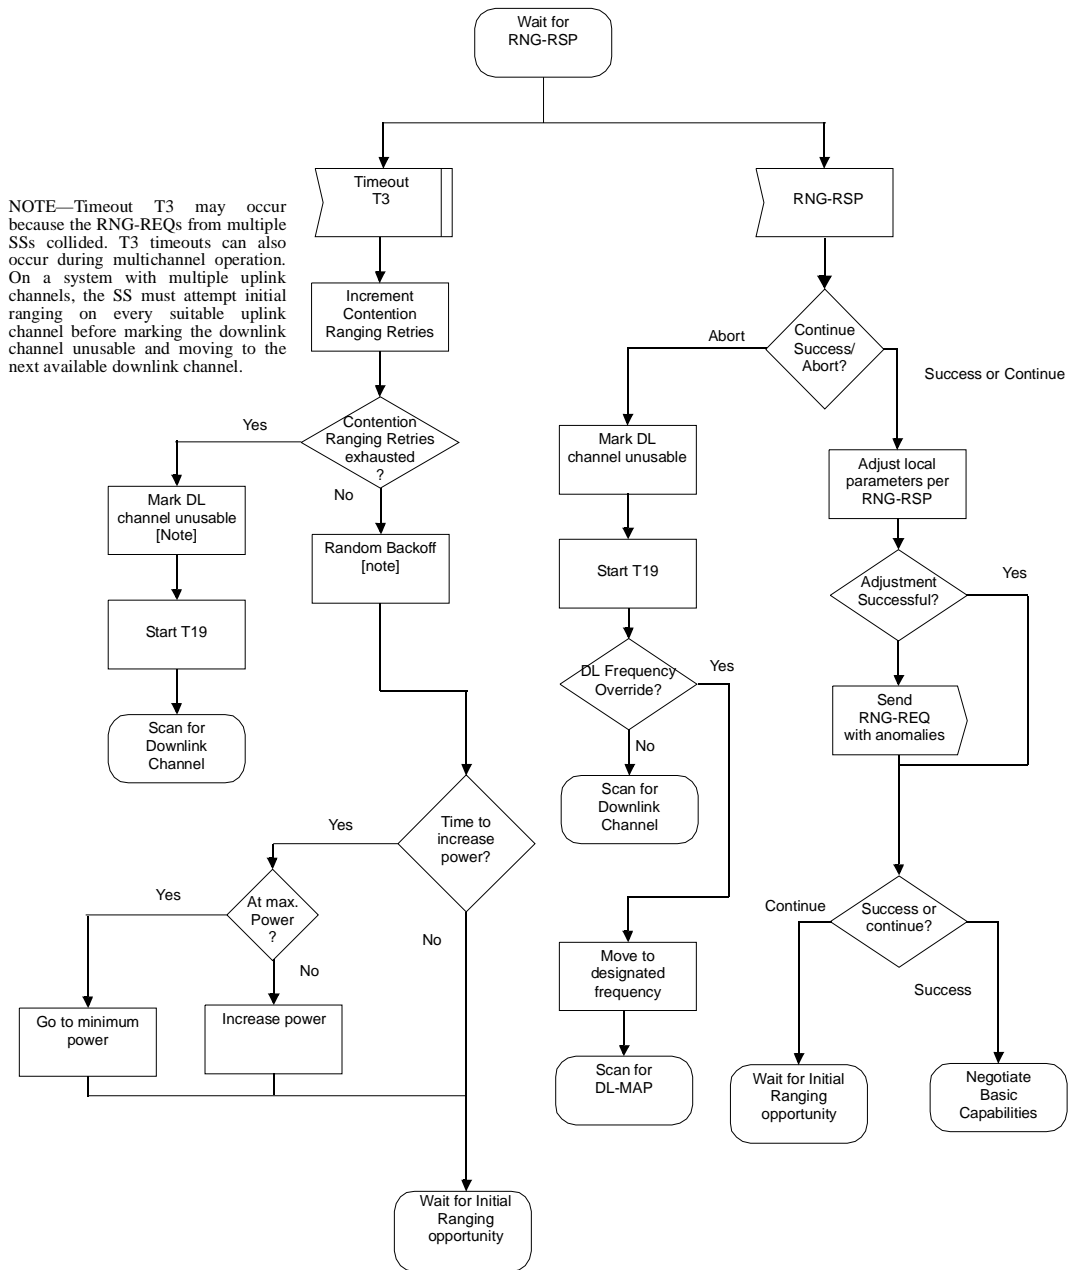 Wait for
RNG-RSP
Timeout
T3
RNG-RSP
NOTE—Timeout T3 may occur
because the RNG-REQs from multiple
SSs collided. T3 timeouts can also
occur during multichannel operation.
On a system with multiple uplink
channels, the SS must attempt initial
ranging on every suitable uplink
channel before marking the downlink
channel unusable and moving to the
next available downlink channel.
Increment
Contention
Ranging Retries
Continue
Success/
Abort?
Abort
Success or Continue
Contention
Ranging Retries
exhausted
?
Yes
No
Mark DL
channel unusable
[Note]
Start T19
Scan for
Downlink
Channel
Random Backoff
[note]
Time to
increase
power?
Yes
No
At max.
Power
?
Yes
No
Go to minimum
power
Increase power
Wait for Initial
Ranging
opportunity
Mark DL
channel unusable
Start T19
DL Frequency
Override?
Yes
No
Scan for
Downlink
Channel
Move to
designated
frequency
Scan for
DL-MAP
Adjust local
parameters per
RNG-RSP
Adjustment
Successful?
Yes
Send
RNG-REQ
with anomalies
Success or
continue?
Continue
Success
Wait for Initial
Ranging
opportunity
Negotiate
Basic
Capabilities